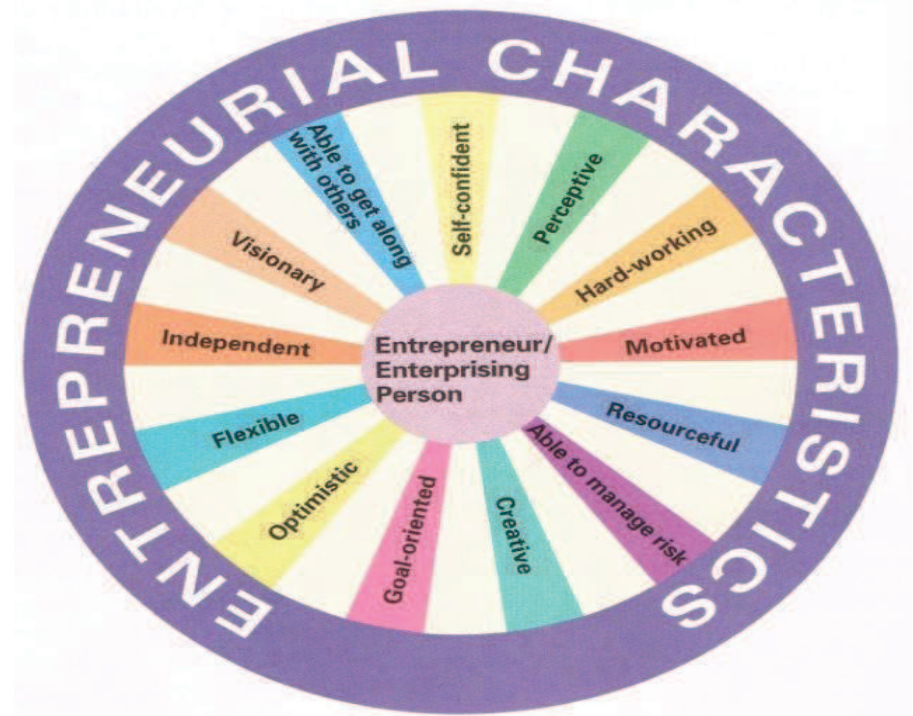 ENTREPRENEURIAL CHARACTERISTICS
Self-confident
Perceptive
Hard-working
Motivated
Resourceful
Able to manage risk
Creative
Goal-oriented
Optimistic
Flexible
Independent
Visionary
Able to get along
with others
Entrepreneur/
Enterprising
Person